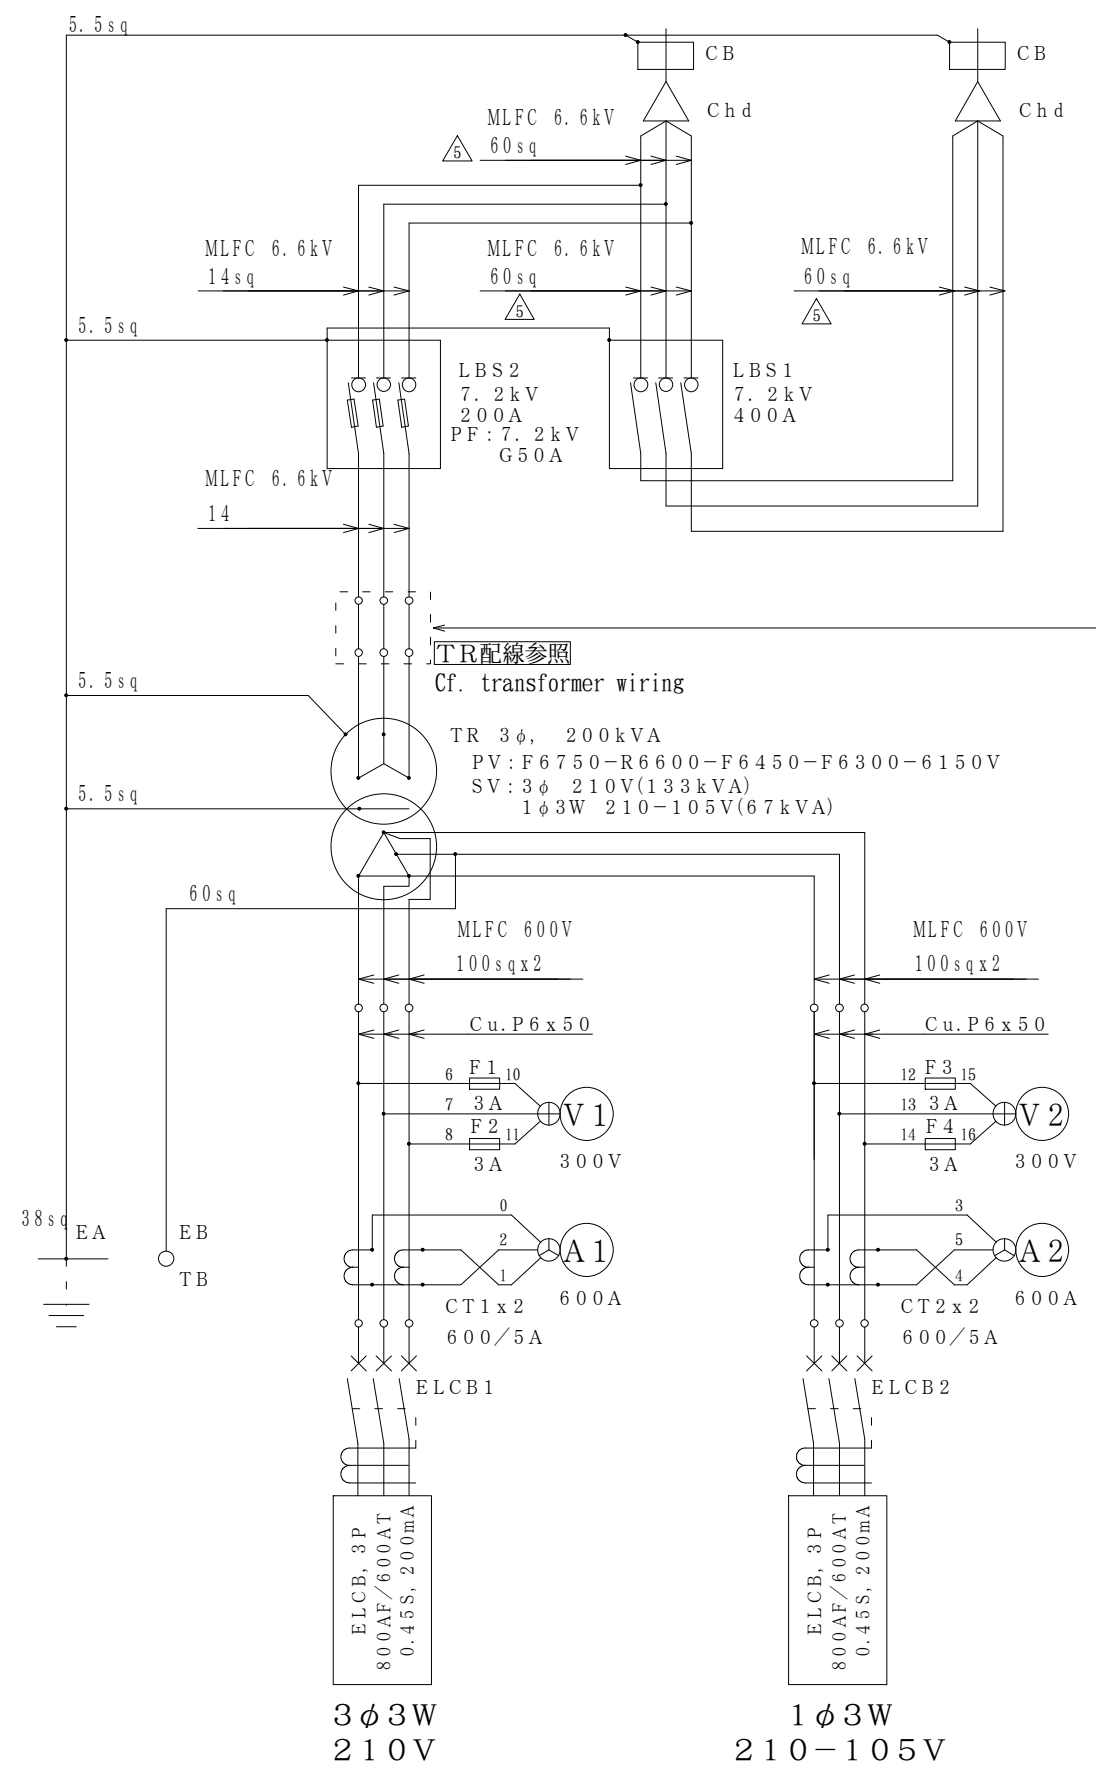 5.5sq
CB
CB
Chd
Chd
MLFC 6.6kV
60sq
5
MLFC 6.6kV
14sq
MLFC 6.6kV
60sq
5
MLFC 6.6kV
60sq
5
5.5sq
LBS2
7.2kV
200A
PF:7.2kV
G50A
LBS1
7.2kV
400A
MLFC 6.6kV
14
TR配線参照
Cf. transformer wiring
5.5sq
TR 3φ, 200kVA
PV:F6750-R6600-F6450-F6300-6150V
SV:3φ 210V(133kVA)
1φ3W 210-105V(67kVA)
5.5sq
60sq
MLFC 600V
100sqx2
MLFC 600V
100sqx2
Cu.P6x50
Cu.P6x50
6 F1 10
3A
7
V1
8 F2 11
3A
300V
12 F3 15
3A
13
V2
14 F4 16
3A
300V
38sq
EA
EB
TB
0
2
1
A1
600A
CT1x2
600/5A
3
5
4
A2
600A
CT2x2
600/5A
ELCB1
ELCB2
ELCB, 3P
800AF/600AT
0.45S, 200mA
ELCB, 3P
800AF/600AT
0.45S, 200mA
3φ3W
210V
1φ3W
210-105V